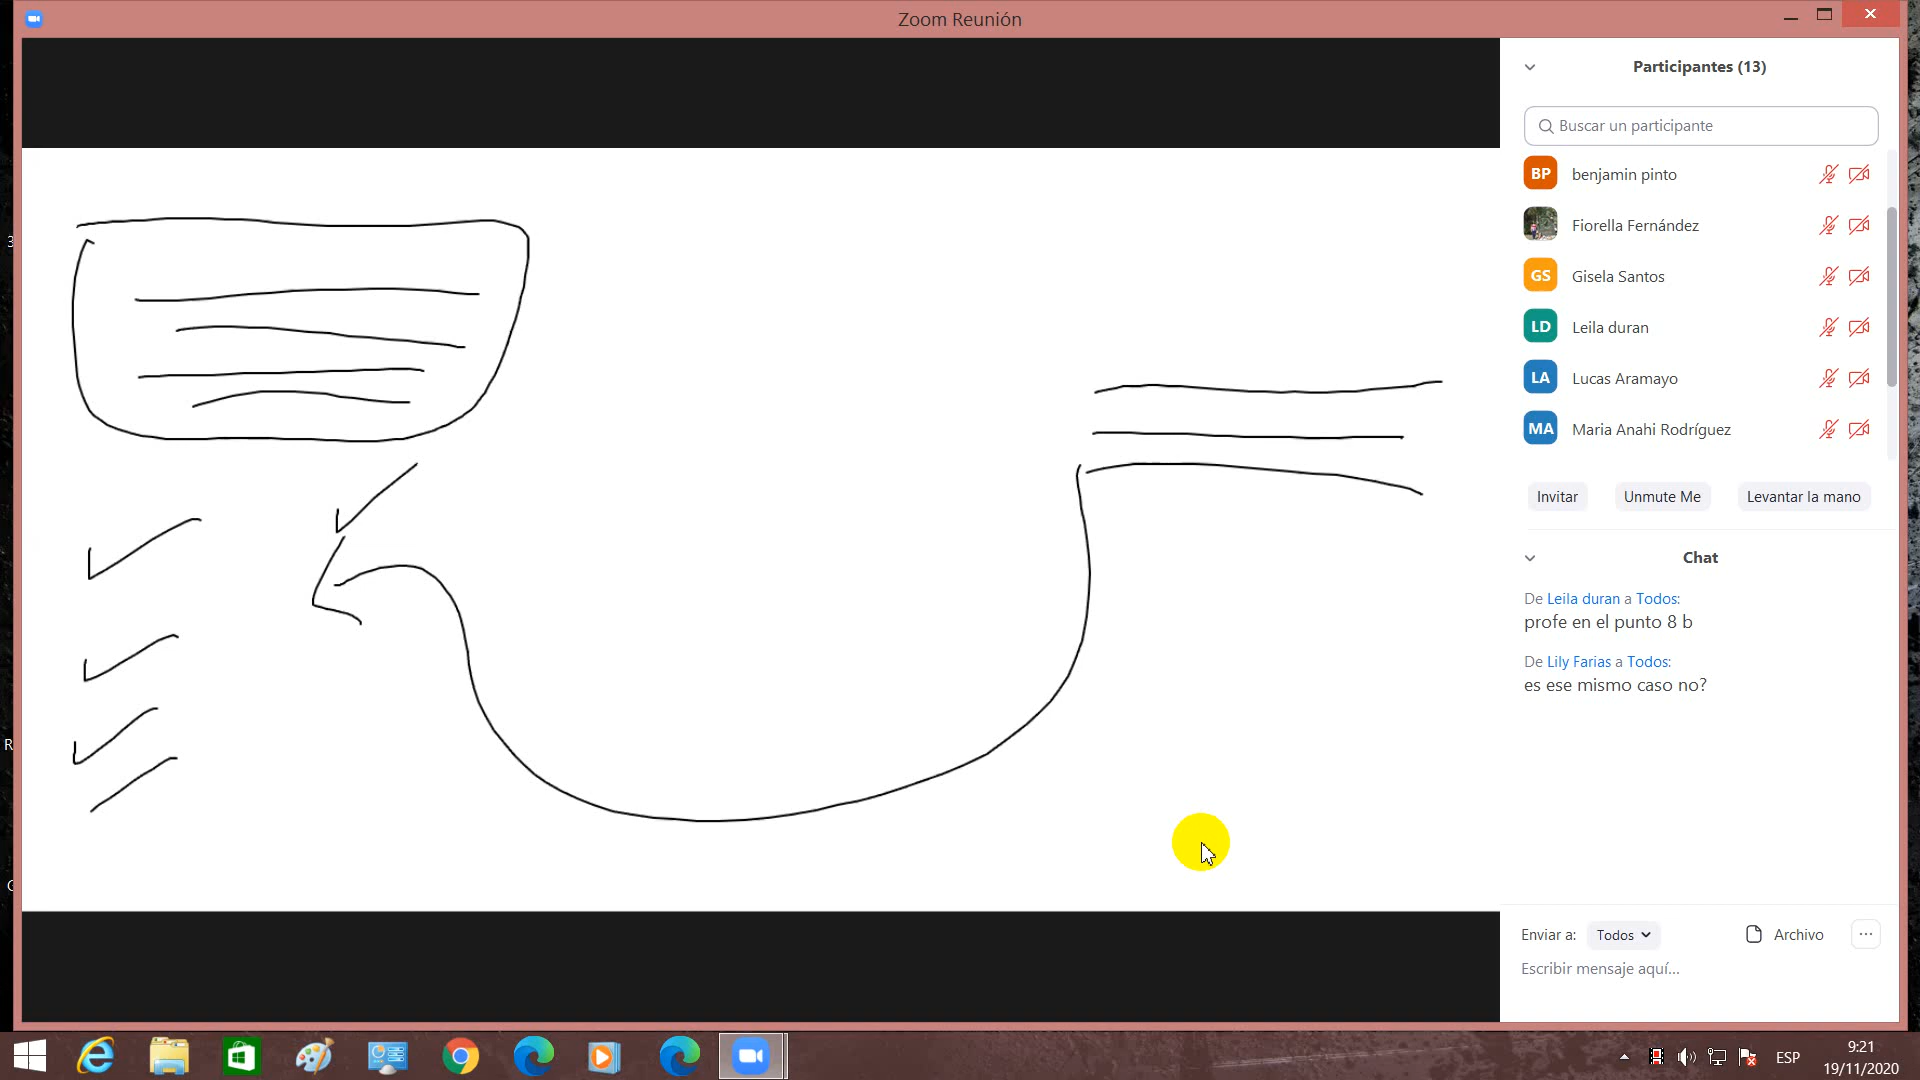 Zoom Reunión
Participantes (13)
Buscar un participante
BP benjamin pinto
Fiorella Fernández
GS Gisela Santos
LD Leila duran
LA Lucas Aramayo
MA Maria Anahi Rodríguez
Invitar Unmute Me Levantar la mano
Chat
De Leila duran a Todos:
profe en el punto 8 b
De Lily Farias a Todos:
es ese mismo caso no?
Enviar a: Todos Archivo
Escribir mensaje aquí...
ESP
9:21
19/11/2020